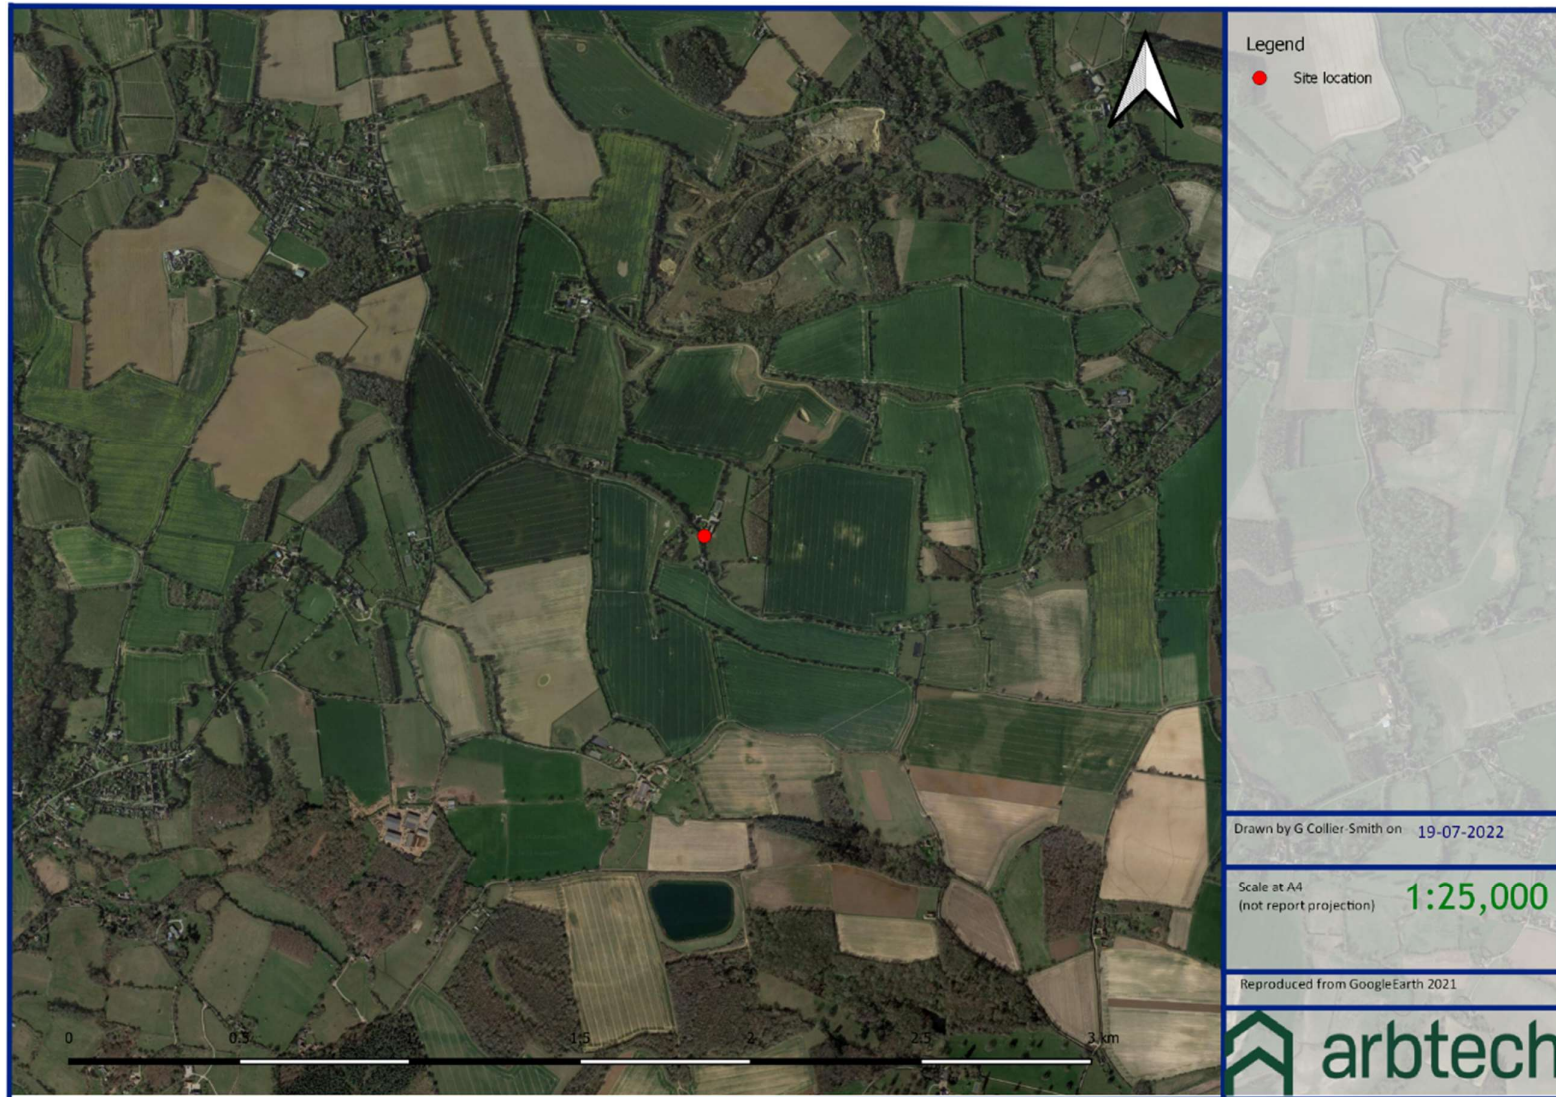 Legend
Site location
Drawn by G Collier-Smith on 19-07-2022
Scale at A4
(not report projection)
1:25,000
Reproduced from GoogleEarth 2021
arbtech
0 0.5 1 1.5 2 2.5 3 km